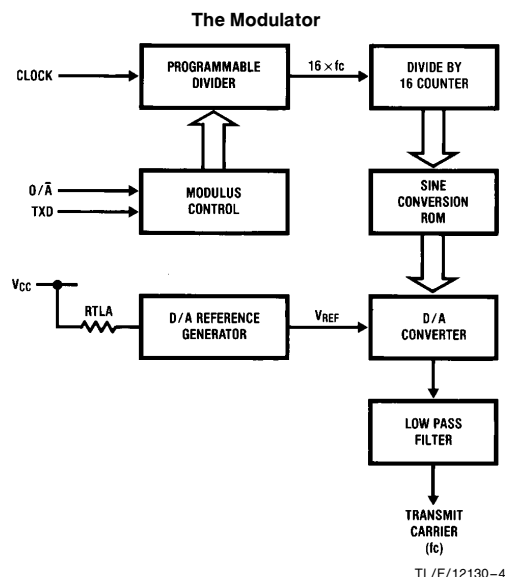 The Modulator
CLOCK
PROGRAMMABLE
DIVIDER
16 × fc
DIVIDE BY
16 COUNTER
O/Ā
TXD
MODULUS
CONTROL
SINE
CONVERSION
ROM
VCC
RTLA
D/A REFERENCE
GENERATOR
VREF
D/A
CONVERTER
LOW PASS
FILTER
TRANSMIT
CARRIER
(fc)
TL/F/12130–4